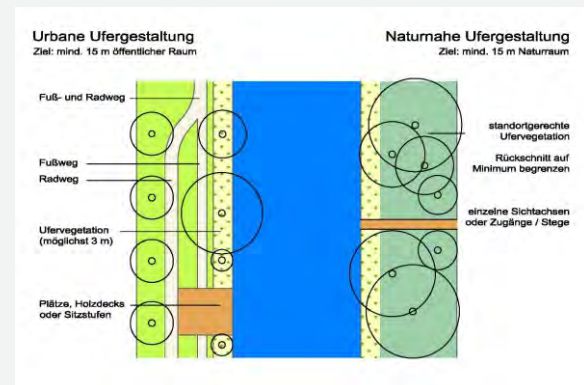 Urbane Ufergestaltung
Ziel: mind. 15 m öffentlicher Raum
Fuß- und Radweg
Fußweg
Radweg
Ufervegetation
(möglichst 3 m)
Plätze, Holzdecks
oder Sitzstufen
Naturnahe Ufergestaltung
Ziel: mind. 15 m Naturraum
standortgerechte
Ufervegetation
Rückschnitt auf
Minimum begrenzen
einzelne Sichtachsen
oder Zugänge / Stege